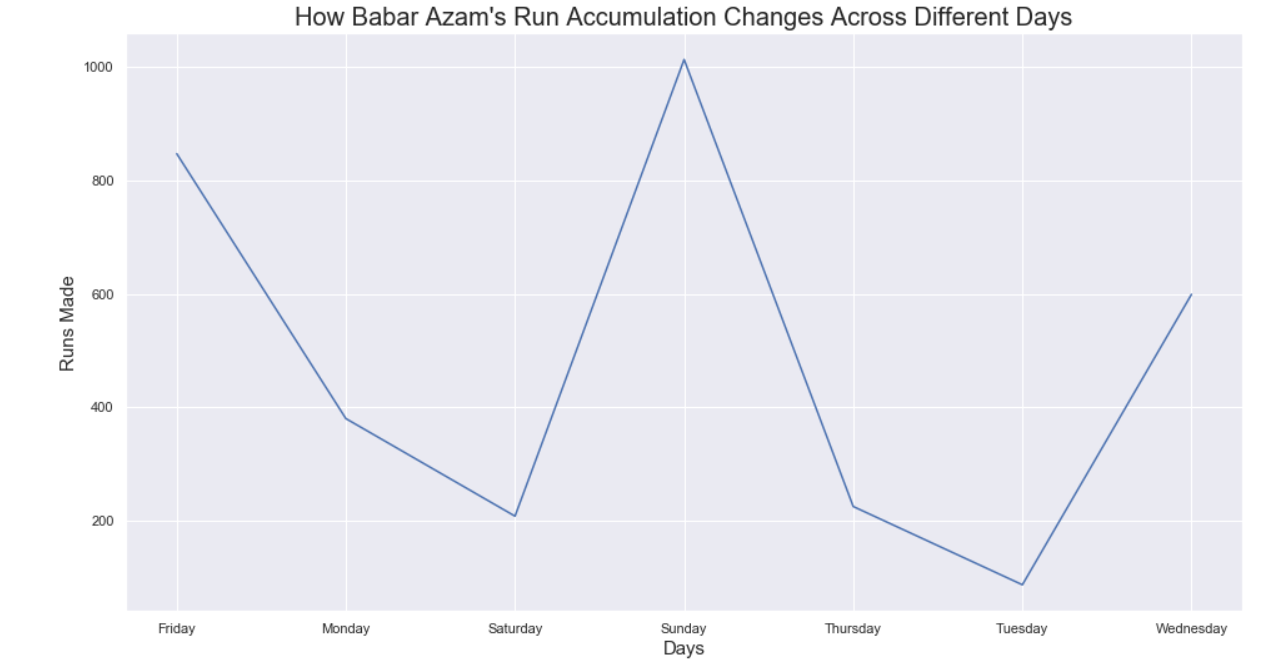 How Babar Azam's Run Accumulation Changes Across Different Days
1000
800
600
400
200
Runs Made
Friday Monday Saturday Sunday Thursday Tuesday Wednesday
Days